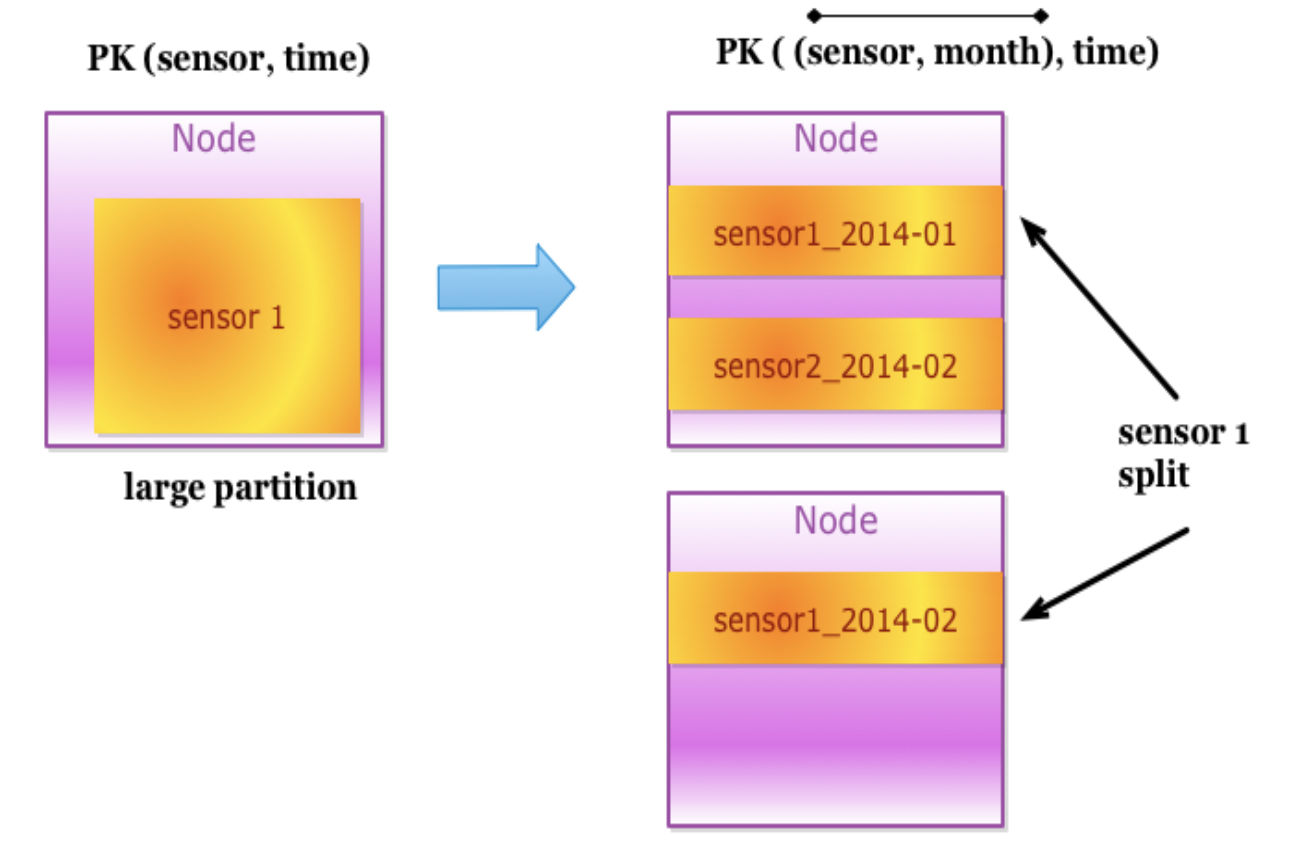 PK (sensor, time)
Node
sensor 1
large partition
PK ( (sensor, month), time)
Node
sensor1_2014-01
sensor2_2014-02
sensor 1
split
Node
sensor1_2014-02